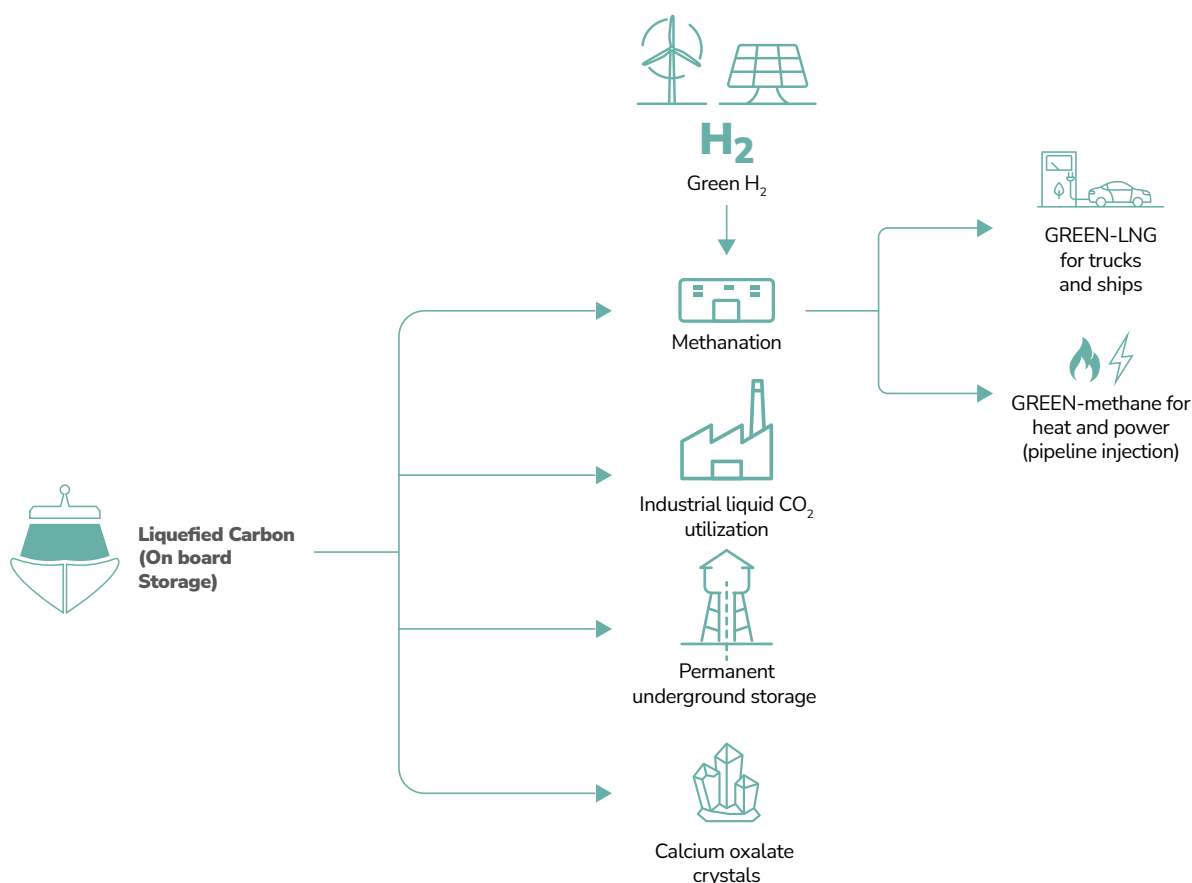 H2
Green H2
GREEN-LNG
for trucks
and ships
Methanation
GREEN-methane for
heat and power
(pipeline injection)
Industrial liquid CO2
utilization
Liquefied Carbon
(On board
Storage)
Permanent
underground storage
Calcium oxalate
crystals